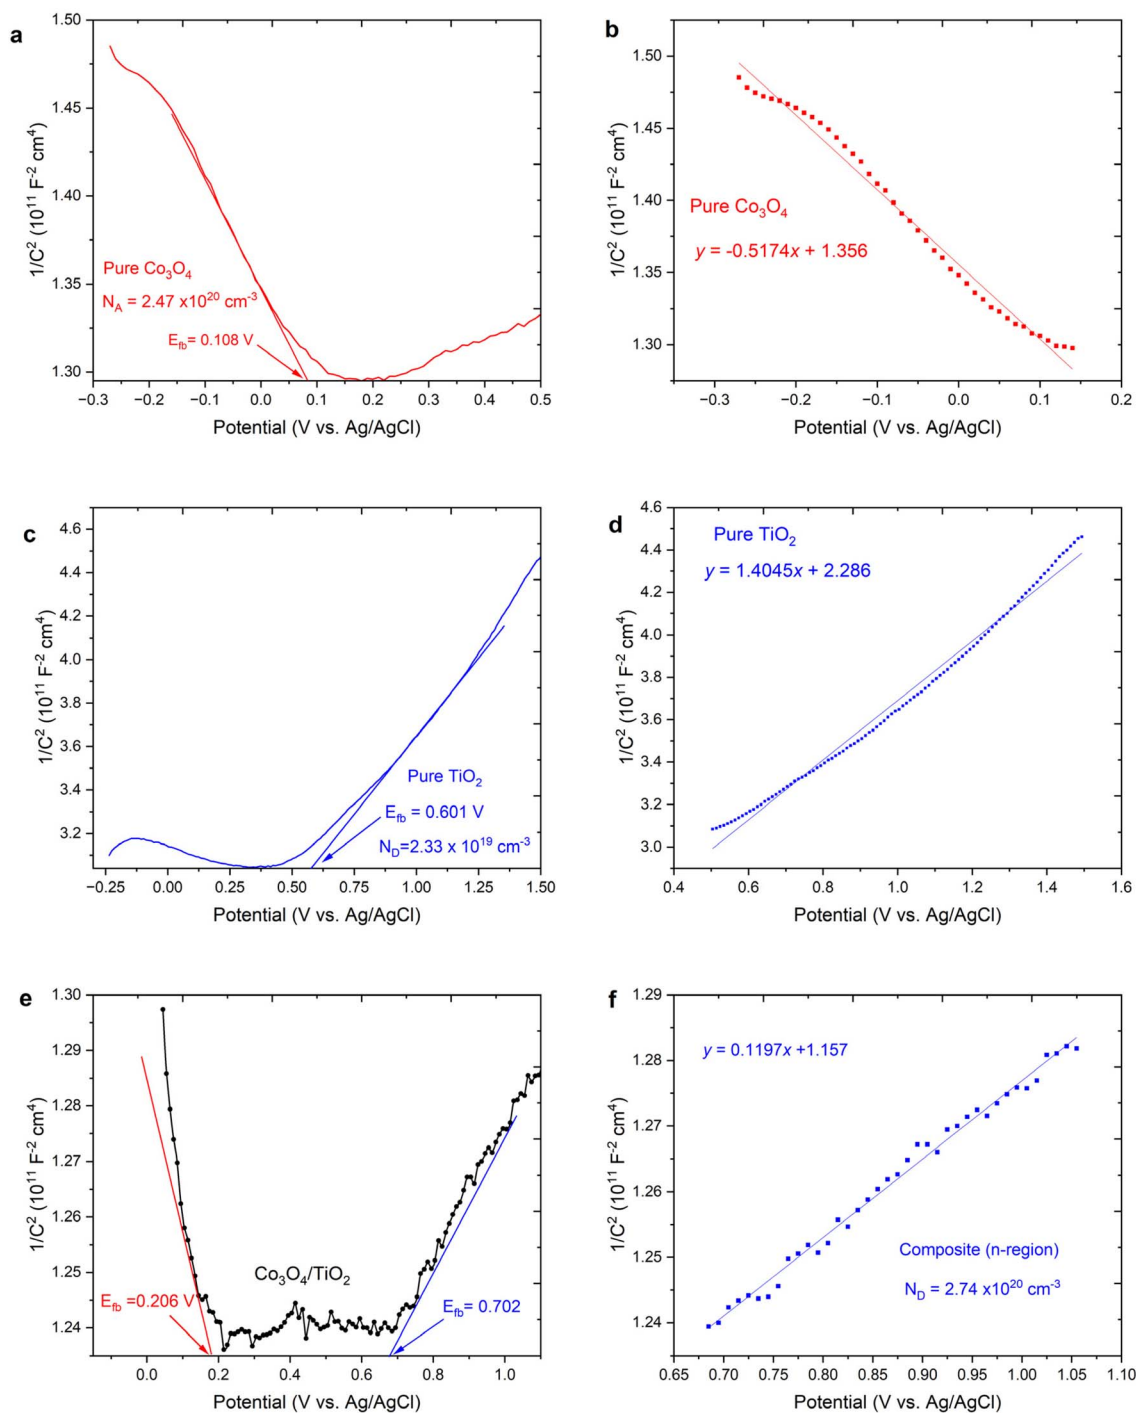 a
1.50
1.45
1.40
1.35
1.30
1/C² (10¹¹ F⁻² cm⁴)
Pure Co₃O₄
N_A = 2.47 x10²⁰ cm⁻³
E_fb= 0.108 V
−0.3 −0.2 −0.1 0.0 0.1 0.2 0.3 0.4 0.5
Potential (V vs. Ag/AgCl)
b
1.50
1.45
1.40
1.35
1.30
1/C² (10¹¹ F⁻² cm⁴)
Pure Co₃O₄
y = -0.5174x + 1.356
−0.3 −0.2 −0.1 0.0 0.1 0.2
Potential (V vs. Ag/AgCl)
c
4.6
4.4
4.2
4.0
3.8
3.6
3.4
3.2
1/C² (10¹¹ F⁻² cm⁴)
Pure TiO₂
E_fb = 0.601 V
N_D=2.33 x 10¹⁹ cm⁻³
−0.25 0.00 0.25 0.50 0.75 1.00 1.25 1.50
Potential (V vs. Ag/AgCl)
d
4.6
4.4
4.2
4.0
3.8
3.6
3.4
3.2
3.0
1/C² (10¹¹ F⁻² cm⁴)
Pure TiO₂
y = 1.4045x + 2.286
0.4 0.6 0.8 1.0 1.2 1.4 1.6
Potential (V vs. Ag/AgCl)
e
1.30
1.29
1.28
1.27
1.26
1.25
1.24
1/C² (10¹¹ F⁻² cm⁴)
Co₃O₄/TiO₂
E_fb =0.206 V
E_fb= 0.702
0.0 0.2 0.4 0.6 0.8 1.0
Potential (V vs. Ag/AgCl)
f
1.29
1.28
1.27
1.26
1.25
1.24
1/C² (10¹¹ F⁻² cm⁴)
y = 0.1197x +1.157
Composite (n-region)
N_D = 2.74 x10²⁰ cm⁻³
0.65 0.70 0.75 0.80 0.85 0.90 0.95 1.00 1.05 1.10
Potential (V vs. Ag/AgCl)